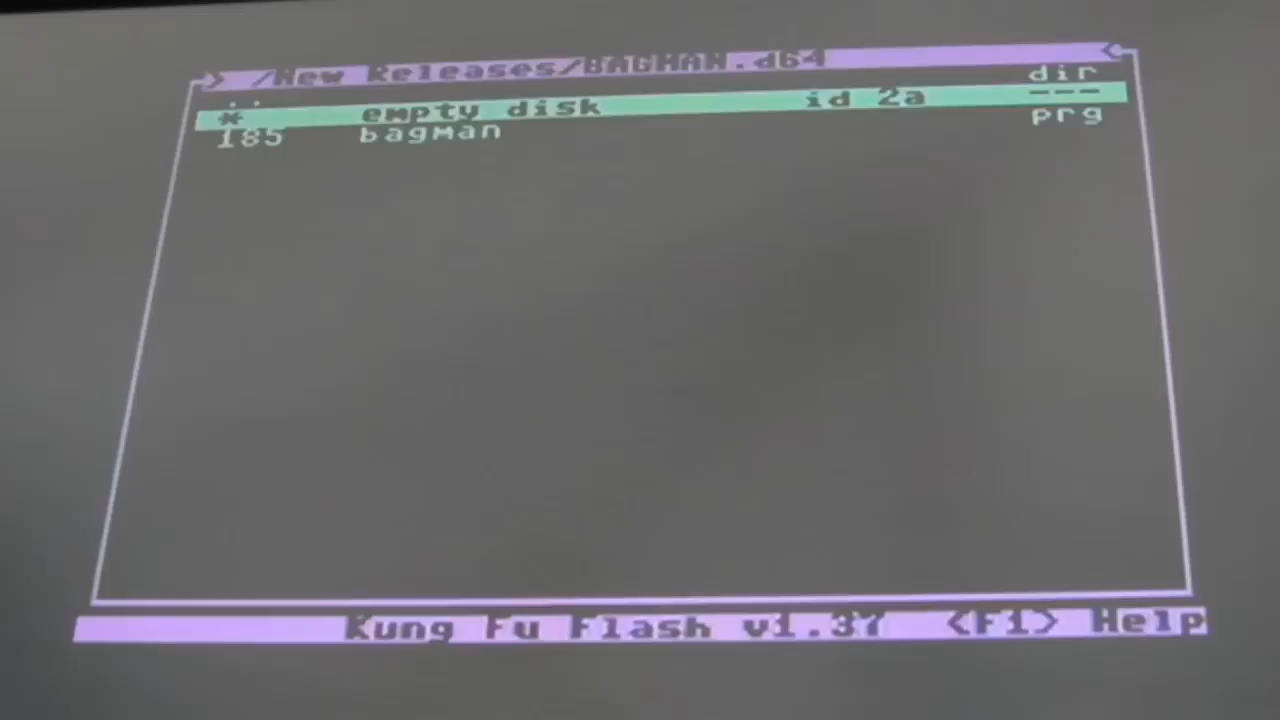 /New Releases/BAGMAN.d64
.. dir
* empty disk id 2a ---
185 bagman prg
Kung Fu Flash v1.37 <F1> Help